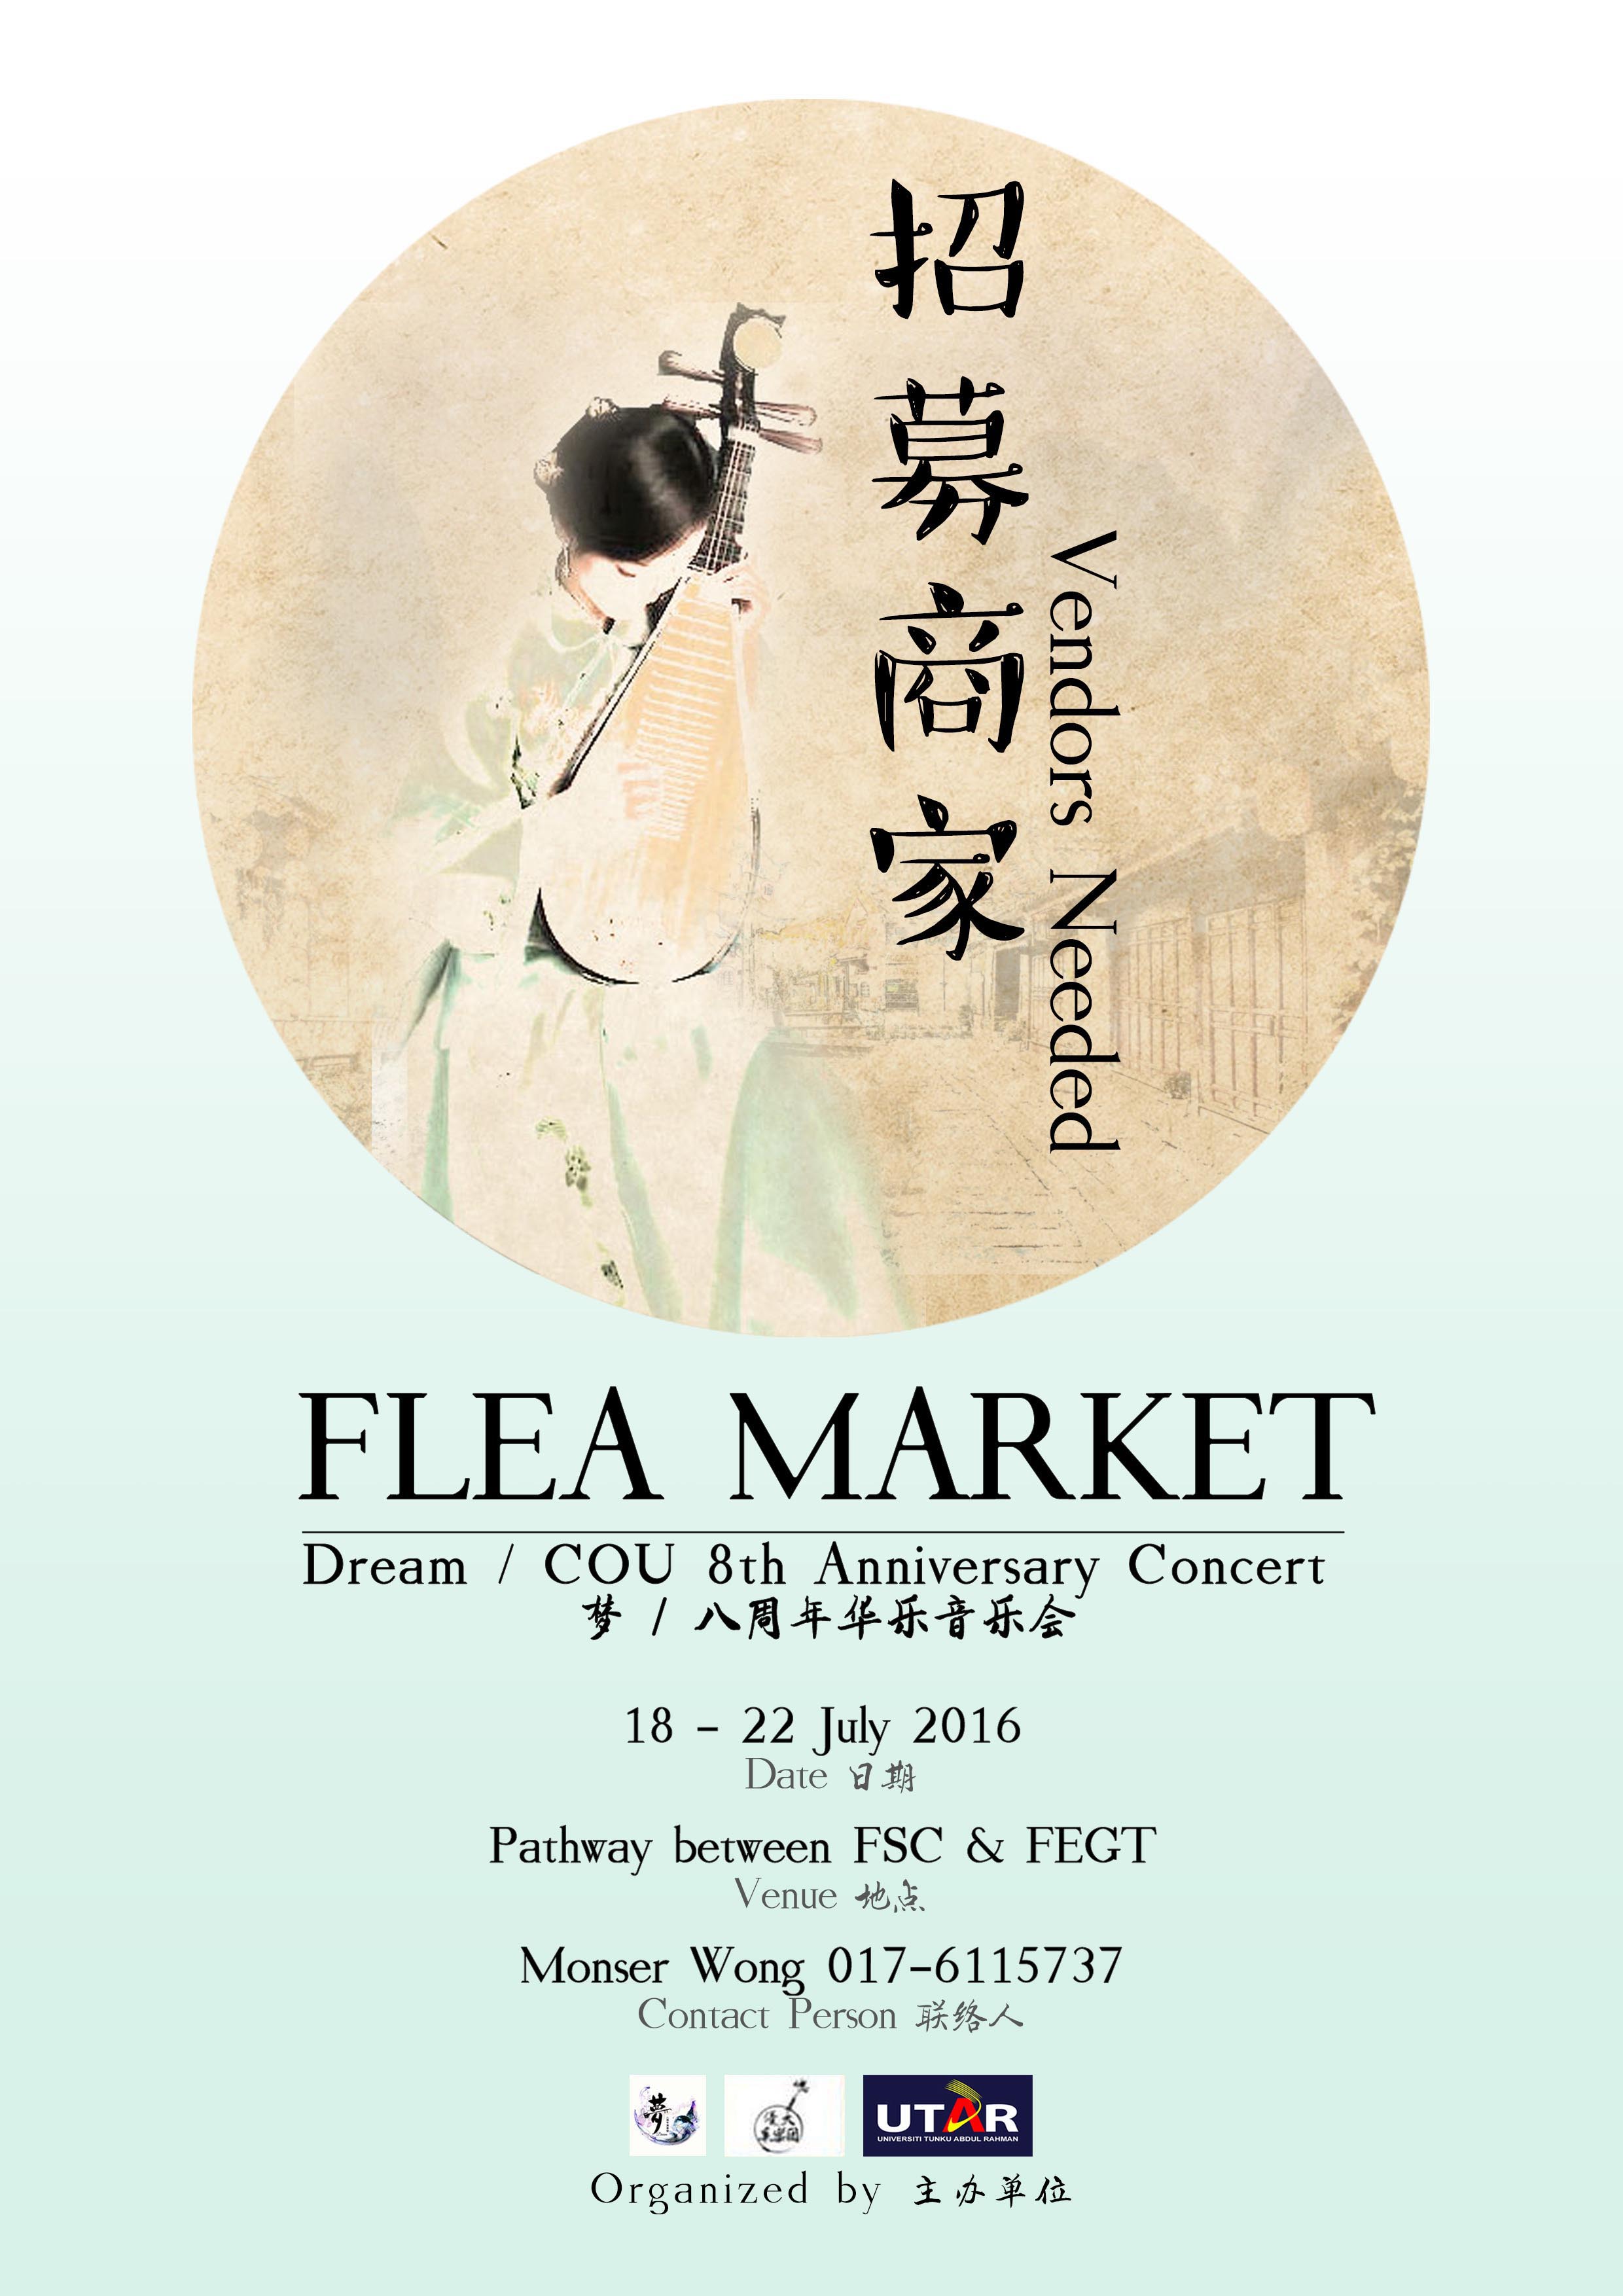 招募商家
Vendors Needed
FLEA MARKET
Dream / COU 8th Anniversary Concert
梦 / 八周年华乐音乐会
18 - 22 July 2016
Date 日期
Pathway between FSC & FEGT
Venue 地点
Monser Wong 017-6115737
Contact Person 联络人
夢
UTAR
UNIVERSITI TUNKU ABDUL RAHMAN
Organized by 主办单位